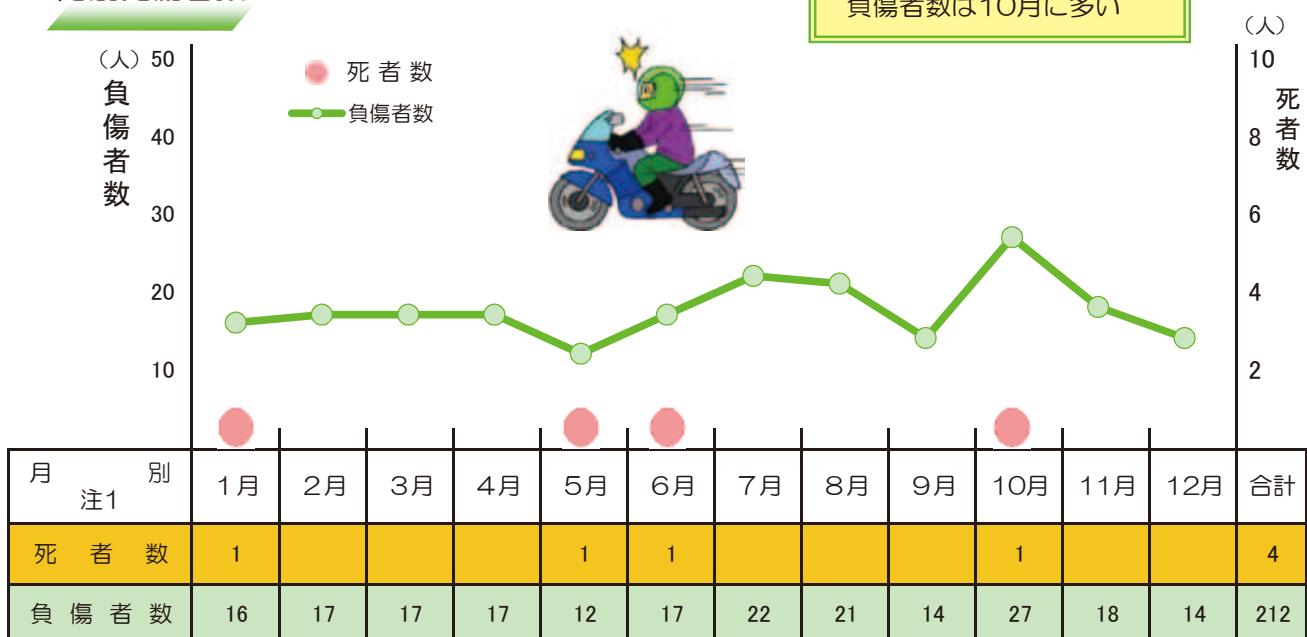 負傷者数は10月に多い
(人)
50
負傷者数
40
30
20
10
死者数
負傷者数
(人)
10
死者数
8
6
4
2
月別 注1 1月 2月 3月 4月 5月 6月 7月 8月 9月 10月 11月 12月 合計
死者数 1 1 1 1 4
負傷者数 16 17 17 17 12 17 22 21 14 27 18 14 212